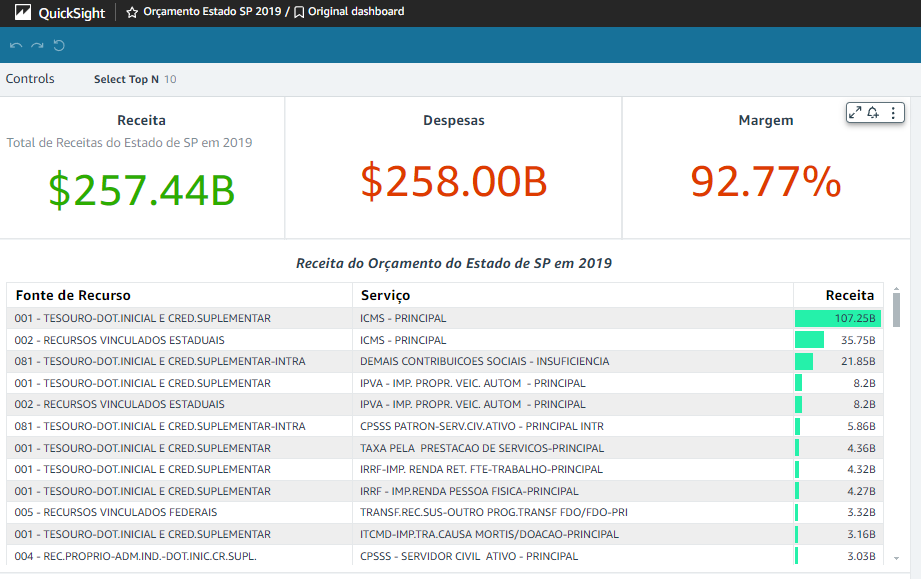 QuickSight Orçamento Estado SP 2019 / Original dashboard
Controls Select Top N 10
Receita
Total de Receitas do Estado de SP em 2019
$257.44B
Despesas
$258.00B
Margem
92.77%
Receita do Orçamento do Estado de SP em 2019
Fonte de Recurso Serviço Receita
001 - TESOURO-DOT.INICIAL E CRED.SUPLEMENTAR ICMS - PRINCIPAL 107.25B
002 - RECURSOS VINCULADOS ESTADUAIS ICMS - PRINCIPAL 35.75B
081 - TESOURO-DOT.INICIAL E CRED.SUPLEMENTAR-INTRA DEMAIS CONTRIBUICOES SOCIAIS - INSUFICIENCIA 21.85B
001 - TESOURO-DOT.INICIAL E CRED.SUPLEMENTAR IPVA - IMP. PROPR. VEIC. AUTOM - PRINCIPAL 8.2B
002 - RECURSOS VINCULADOS ESTADUAIS IPVA - IMP. PROPR. VEIC. AUTOM - PRINCIPAL 8.2B
081 - TESOURO-DOT.INICIAL E CRED.SUPLEMENTAR-INTRA CPSSS PATRON-SERV.CIV.ATIVO - PRINCIPAL INTR 5.86B
001 - TESOURO-DOT.INICIAL E CRED.SUPLEMENTAR TAXA PELA PRESTACAO DE SERVICOS-PRINCIPAL 4.36B
001 - TESOURO-DOT.INICIAL E CRED.SUPLEMENTAR IRRF-IMP. RENDA RET. FTE-TRABALHO-PRINCIPAL 4.32B
001 - TESOURO-DOT.INICIAL E CRED.SUPLEMENTAR IRRF - IMP.RENDA PESSOA FISICA-PRINCIPAL 4.27B
005 - RECURSOS VINCULADOS FEDERAIS TRANSF.REC.SUS-OUTRO PROG.TRANSF FDO/FDO-PRI 3.32B
001 - TESOURO-DOT.INICIAL E CRED.SUPLEMENTAR ITCMD-IMP.TRA.CAUSA MORTIS/DOACAO-PRINCIPAL 3.16B
004 - REC.PROPRIO-ADM.IND.-DOT.INIC.CR.SUPL. CPSSS - SERVIDOR CIVIL ATIVO - PRINCIPAL 3.03B